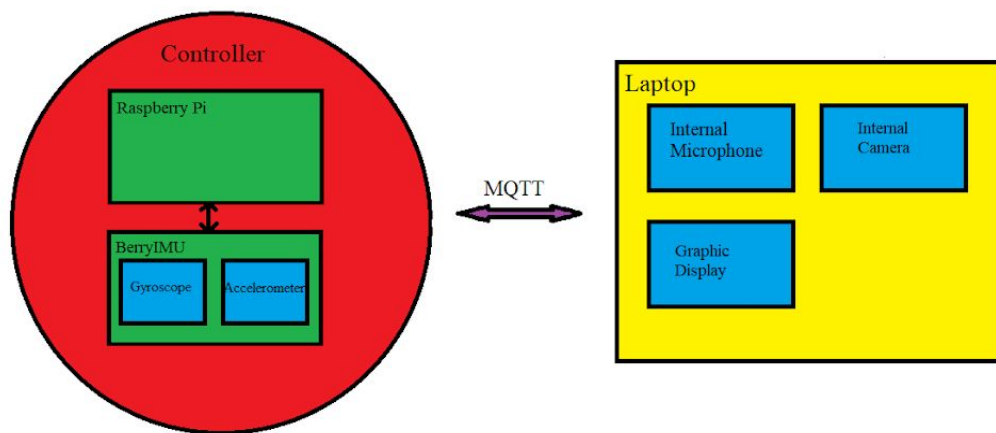 Controller
Raspberry Pi
BerryIMU
Gyroscope
Accelerometer
MQTT
Laptop
Internal
Microphone
Internal
Camera
Graphic
Display